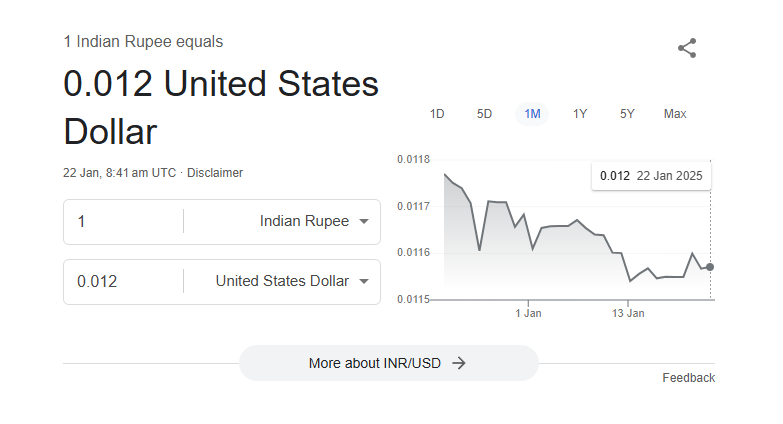 1 Indian Rupee equals
0.012 United States
Dollar
22 Jan, 8:41 am UTC · Disclaimer
1
Indian Rupee
0.012
United States Dollar
1D 5D 1M 1Y 5Y Max
0.0118
0.012 22 Jan 2025
0.0117
0.0116
0.0115
1 Jan 13 Jan
More about INR/USD
Feedback